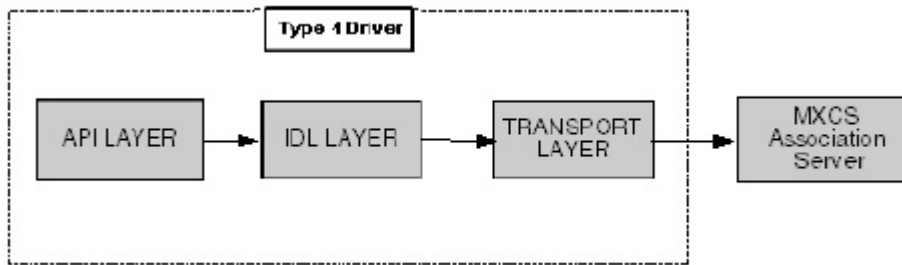 Type 4 Driver
API LAYER
IDL LAYER
TRANSPORT
LAYER
MXCS
Association
Server